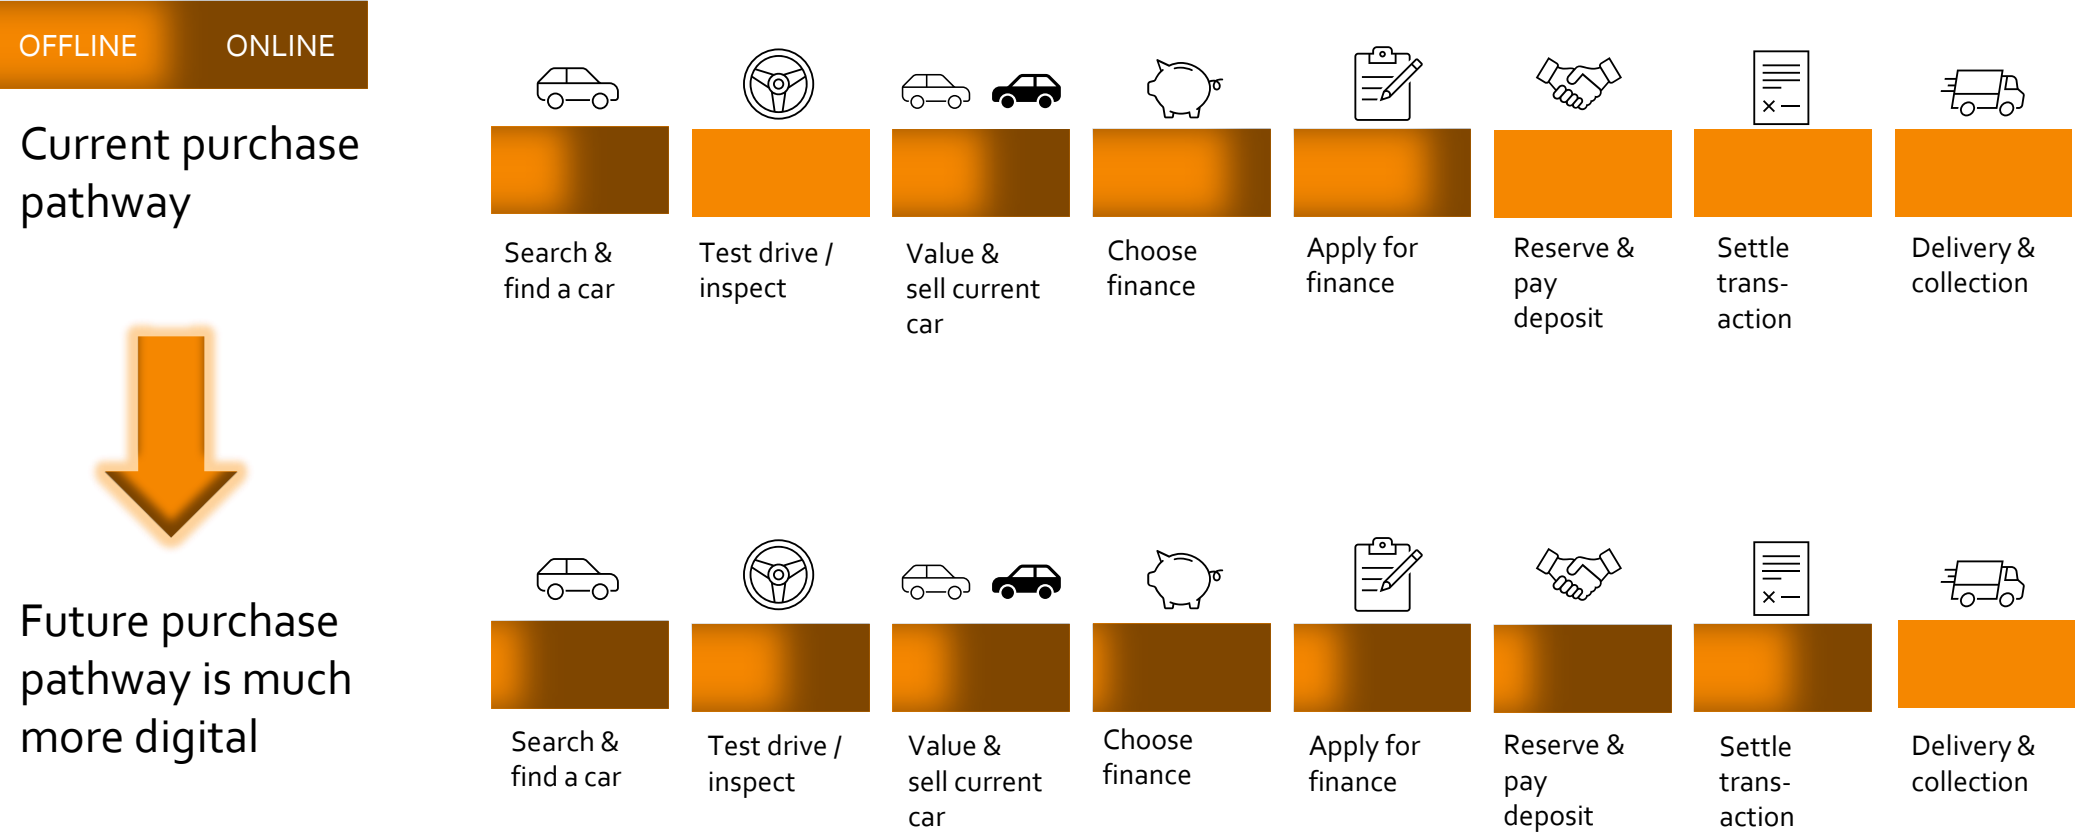 OFFLINE
ONLINE
Current purchase
pathway
Search &
find a car
Test drive /
inspect
Value &
sell current
car
Choose
finance
Apply for
finance
Reserve &
pay
deposit
Settle
trans-
action
Delivery &
collection
Future purchase
pathway is much
more digital
Search &
find a car
Test drive /
inspect
Value &
sell current
car
Choose
finance
Apply for
finance
Reserve &
pay
deposit
Settle
trans-
action
Delivery &
collection